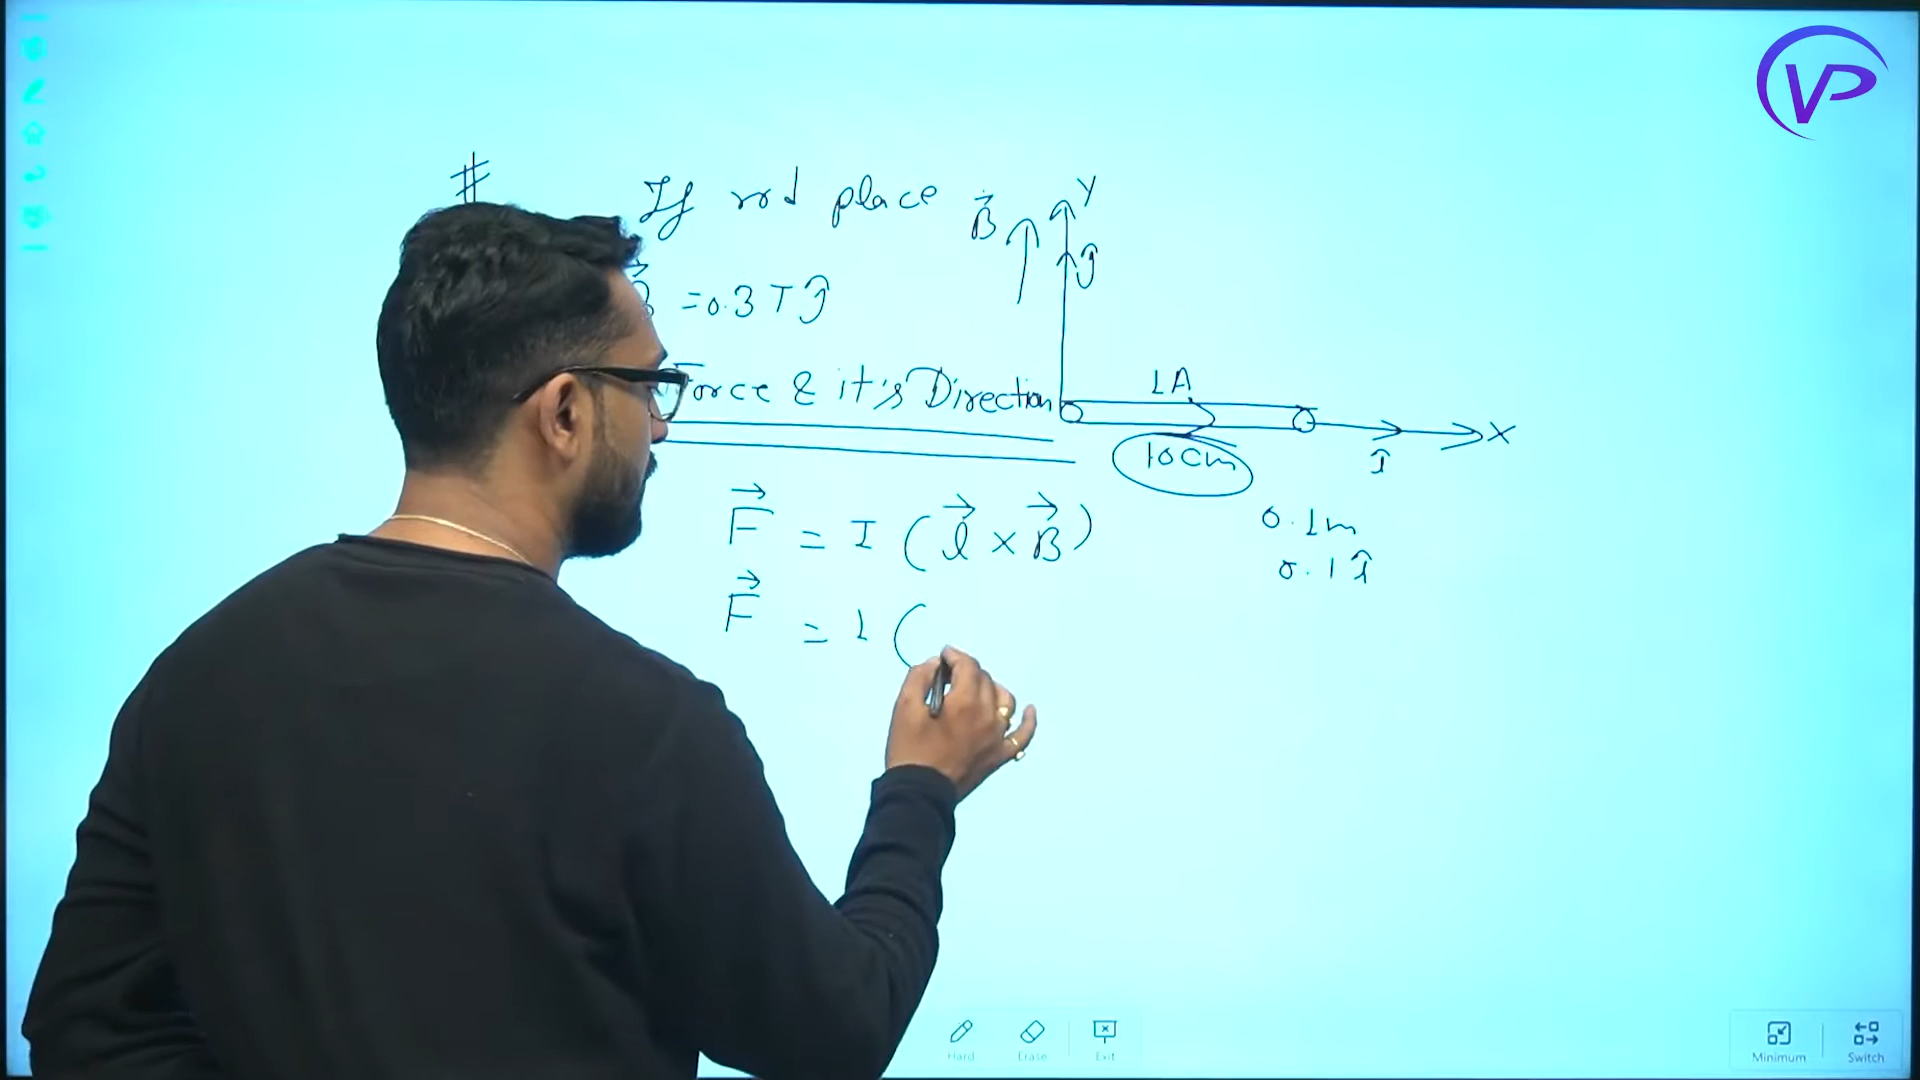 VP
# If rod place
B Y
ĵ
= 0.3 T ĵ
Force & it's Direction
1A
10cm
X
î
F = I ( l × B )
0.1m
0.1 î
F = 1 (
Hard Erase Exit
Minimum Switch